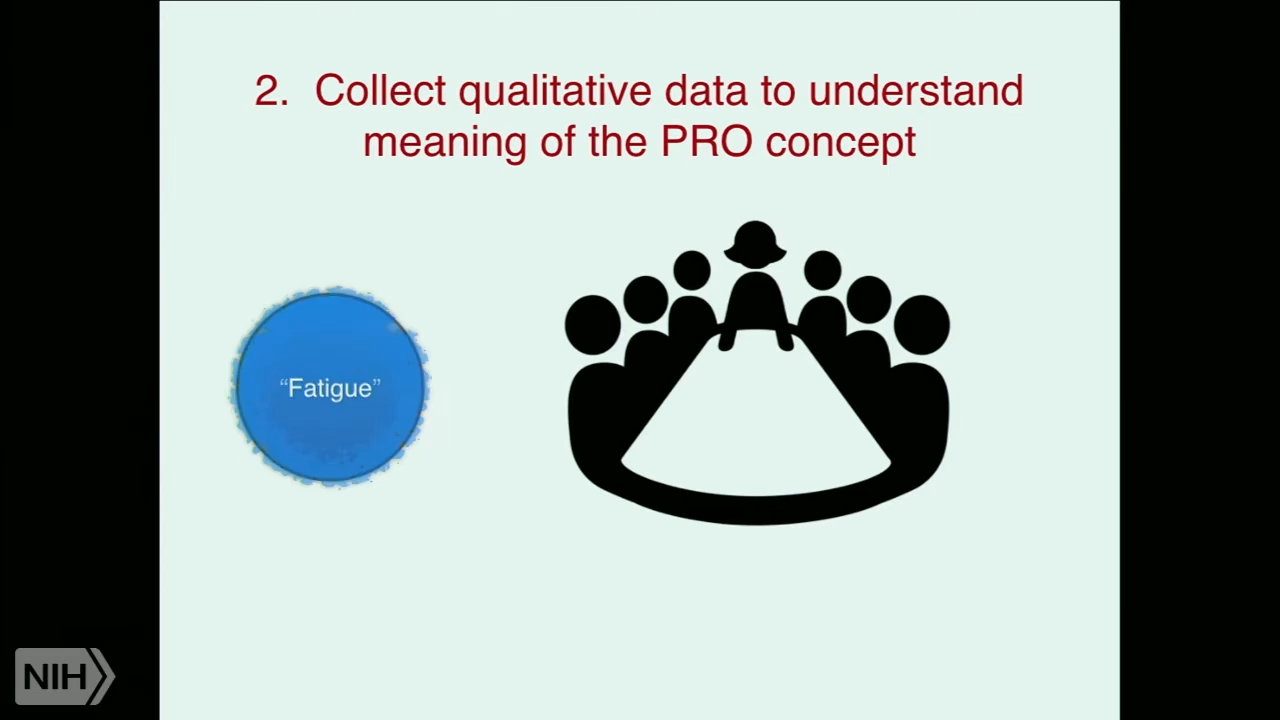 2. Collect qualitative data to understand
meaning of the PRO concept
“Fatigue”
NIH